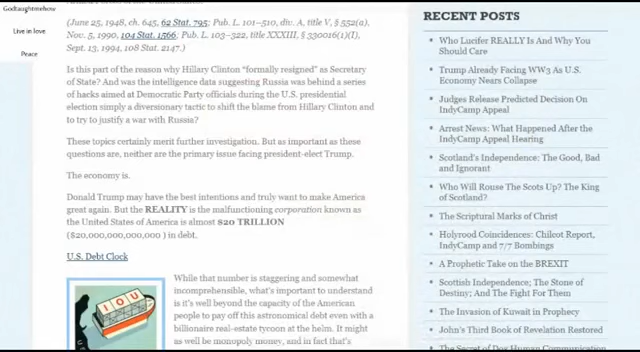 Godtaughtmehow
Live in love
Peace
(June 25, 1948, ch. 645, 62 Stat. 795; Pub. L. 101–510, div. A, title V, § 552(a),
Nov. 5, 1990, 104 Stat. 1566; Pub. L. 103–322, title XXXIII, § 330016(1)(I),
Sept. 13, 1994, 108 Stat. 2147.)
Is this part of the reason why Hillary Clinton “formally resigned” as Secretary
of State? And was the intelligence data suggesting Russia was behind a series
of hacks aimed at Democratic Party officials during the U.S. presidential
election simply a diversionary tactic to shift the blame from Hillary Clinton and
to try to justify a war with Russia?
These topics certainly merit further investigation. But as important as these
questions are, neither are the primary issue facing president-elect Trump.
The economy is.
Donald Trump may have the best intentions and truly want to make America
great again. But the REALITY is the malfunctioning corporation known as
the United States of America is almost $20 TRILLION
($20,000,000,000,000) in debt.
U.S. Debt Clock
I O U
While that number is staggering and somewhat
incomprehensible, what's important to understand
is it's well beyond the capacity of the American
people to pay off this astronomical debt even with a
billionaire real-estate tycoon at the helm. It might
as well be monopoly money, and in fact that's
RECENT POSTS
Who Lucifer REALLY Is And Why You
Should Care
Trump Already Facing WW3 As U.S.
Economy Nears Collapse
Judges Release Predicted Decision On
IndyCamp Appeal
Arrest News: What Happened After the
IndyCamp Appeal Hearing
Scotland's Independence: The Good, Bad
and Ignorant
Who Will Rouse The Scots Up? The King
of Scotland?
The Scriptural Marks of Christ
Holyrood Coincidences: Chilcot Report,
IndyCamp and 7/7 Bombings
A Prophetic Take on the BREXIT
Scottish Independence; The Stone of
Destiny; And The Fight For Them
The Invasion of Kuwait in Prophecy
John's Third Book of Revelation Restored
The Secret of Dog Human Communication